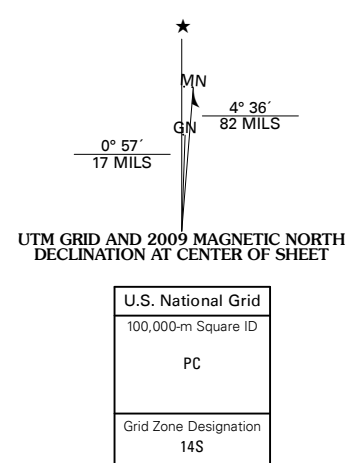 ★
MN
4° 36´
82 MILS
GN
0° 57´
17 MILS
UTM GRID AND 2009 MAGNETIC NORTH
DECLINATION AT CENTER OF SHEET
U.S. National Grid
100,000-m Square ID
PC
Grid Zone Designation
14S